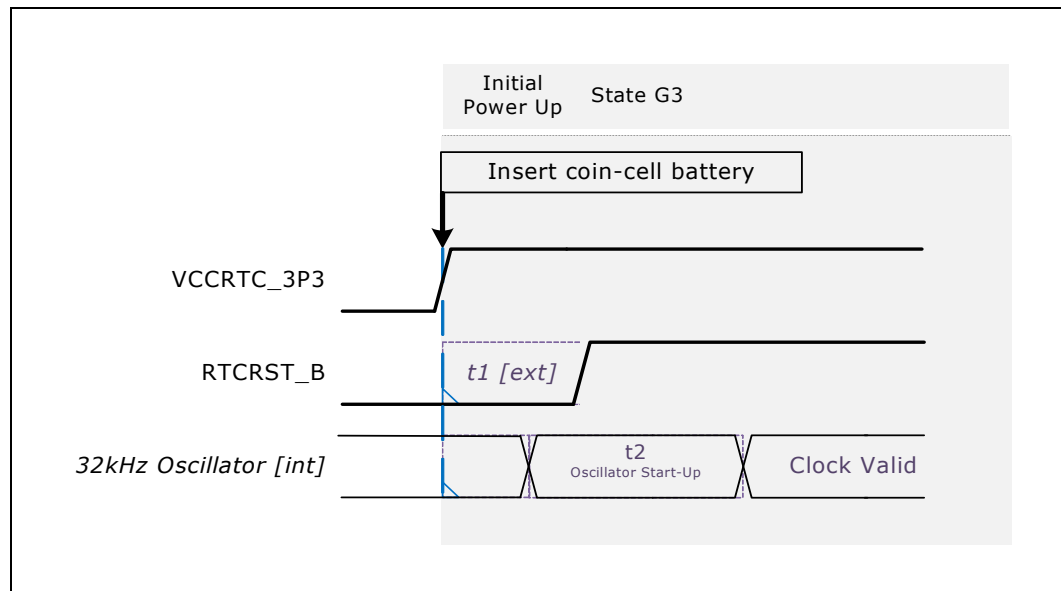 Initial
Power Up
State G3
Insert coin-cell battery
VCCRTC_3P3
RTCRST_B
t1 [ext]
32kHz Oscillator [int]
t2
Oscillator Start-Up
Clock Valid